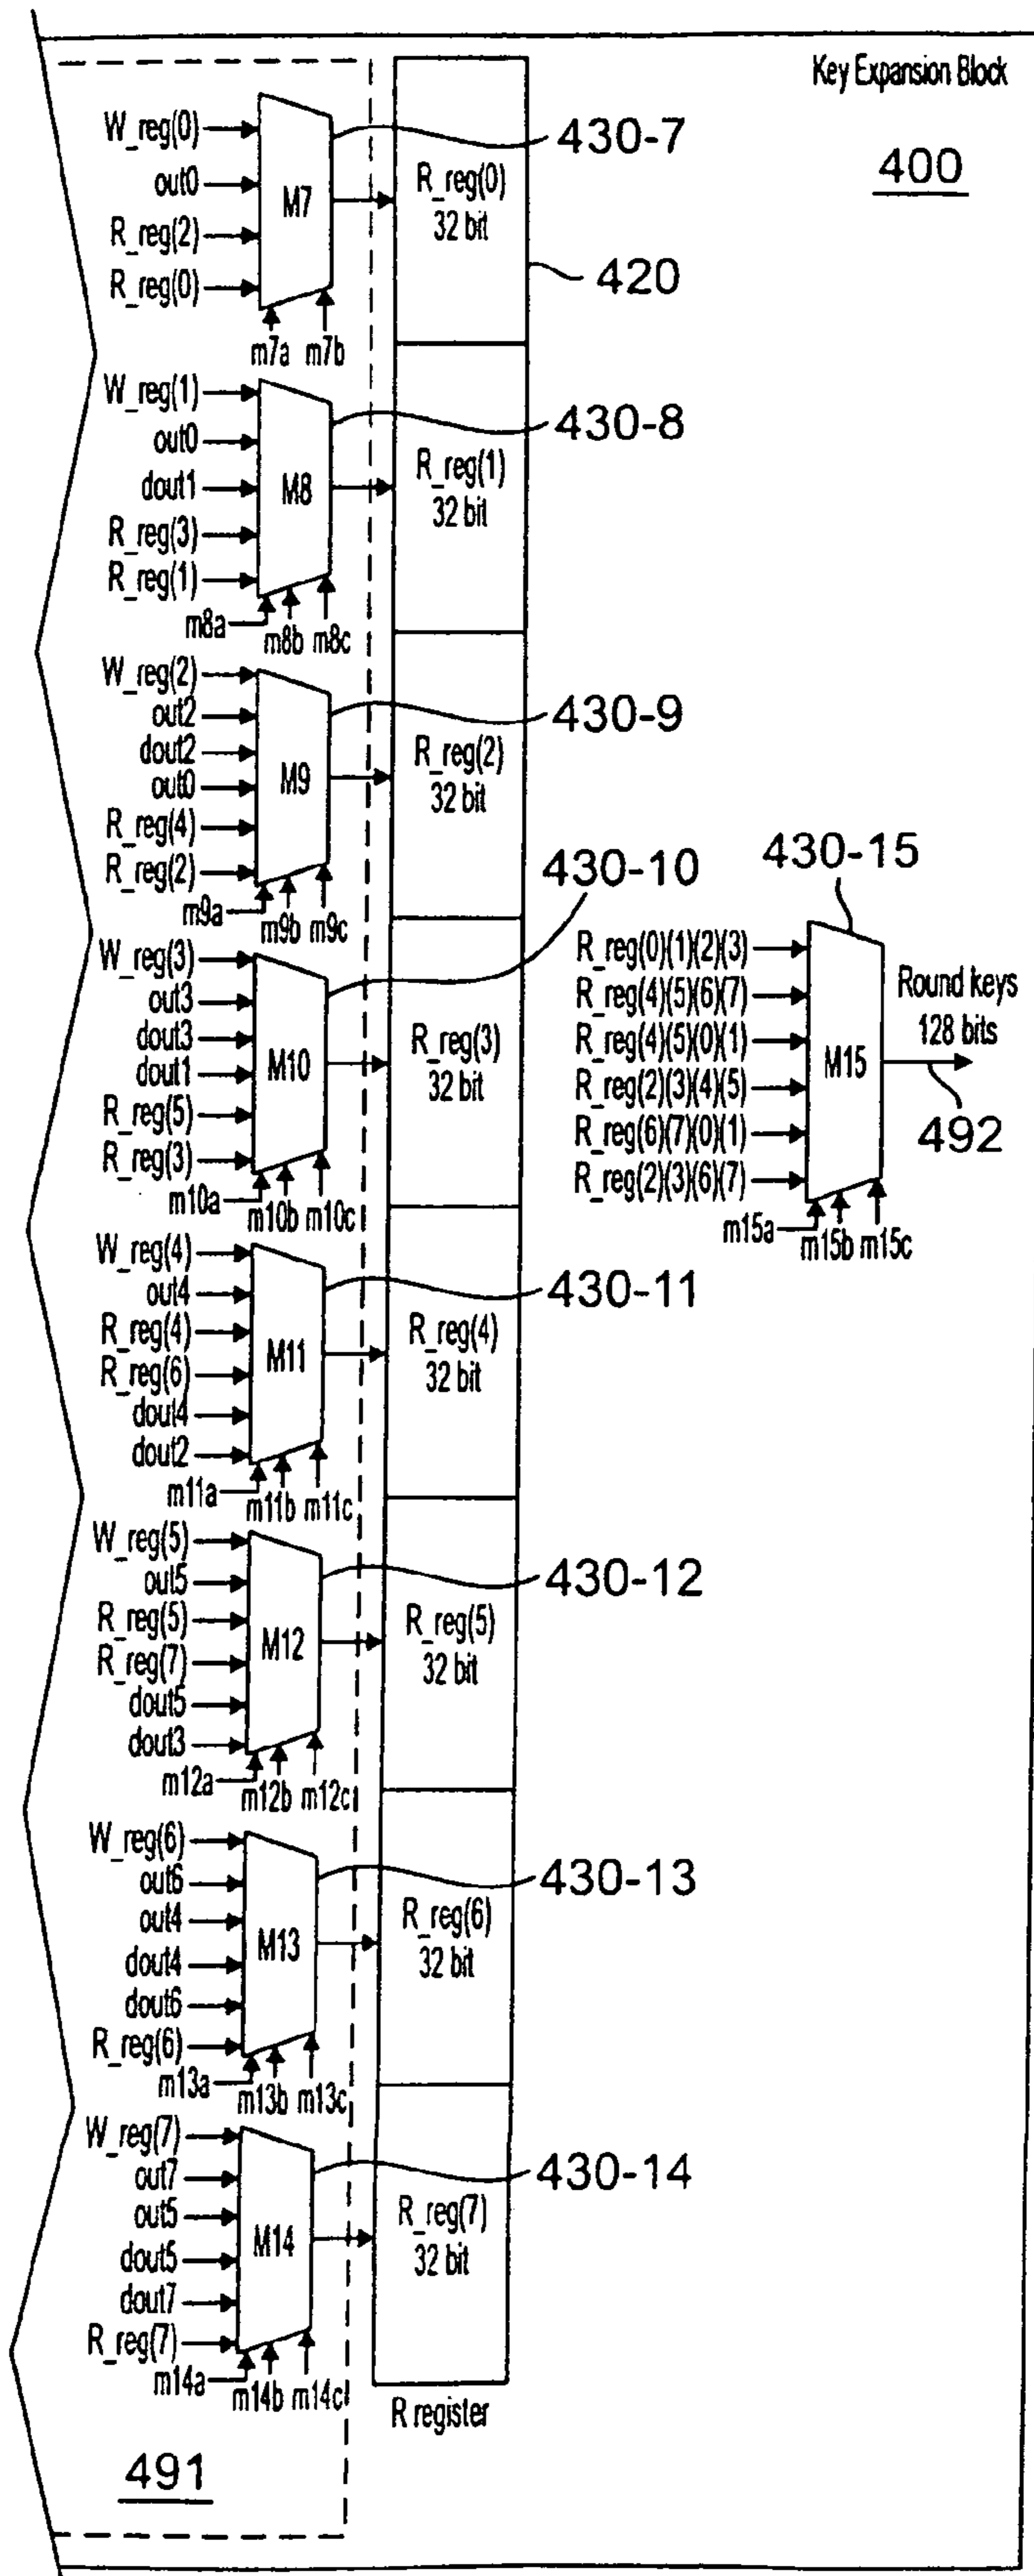 Key Expansion Block
400
W_reg(0)
out0
R_reg(2)
R_reg(0)
M7
m7a
m7b
430-7
R_reg(0)
32 bit
420
W_reg(1)
out0
dout1
R_reg(3)
R_reg(1)
M8
m8a
m8b
m8c
430-8
R_reg(1)
32 bit
W_reg(2)
out2
dout2
out0
R_reg(4)
R_reg(2)
M9
m9a
m9b
m9c
430-9
R_reg(2)
32 bit
W_reg(3)
out3
dout3
dout1
R_reg(5)
R_reg(3)
M10
m10a
m10b
m10c
430-10
R_reg(3)
32 bit
430-15
R_reg(0)(1)(2)(3)
R_reg(4)(5)(6)(7)
R_reg(4)(5)(0)(1)
R_reg(2)(3)(4)(5)
R_reg(6)(7)(0)(1)
R_reg(2)(3)(6)(7)
M15
m15a
m15b
m15c
Round keys
128 bits
492
W_reg(4)
out4
R_reg(4)
R_reg(6)
dout4
dout2
M11
m11a
m11b
m11c
430-11
R_reg(4)
32 bit
W_reg(5)
out5
R_reg(5)
R_reg(7)
dout5
dout3
M12
m12a
m12b
m12c
430-12
R_reg(5)
32 bit
W_reg(6)
out6
out4
dout4
dout6
R_reg(6)
M13
m13a
m13b
m13c
430-13
R_reg(6)
32 bit
W_reg(7)
out7
out5
dout5
dout7
R_reg(7)
M14
m14a
m14b
m14c
430-14
R_reg(7)
32 bit
R register
491